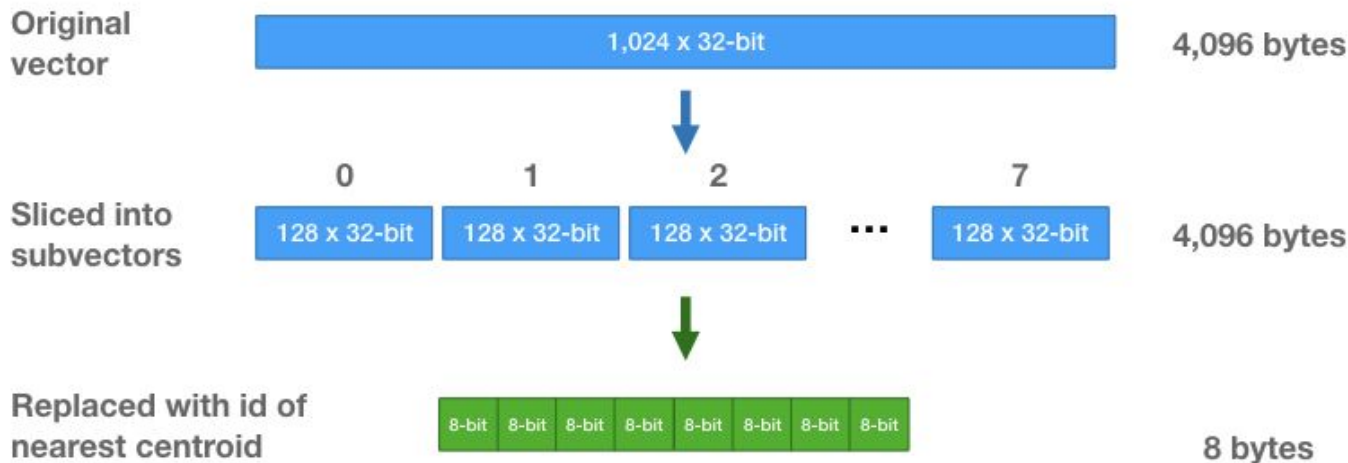 Original
vector
1,024 x 32-bit
4,096 bytes
0 1 2 7
Sliced into
subvectors
128 x 32-bit 128 x 32-bit 128 x 32-bit ... 128 x 32-bit
4,096 bytes
Replaced with id of
nearest centroid
8-bit 8-bit 8-bit 8-bit 8-bit 8-bit 8-bit 8-bit
8 bytes